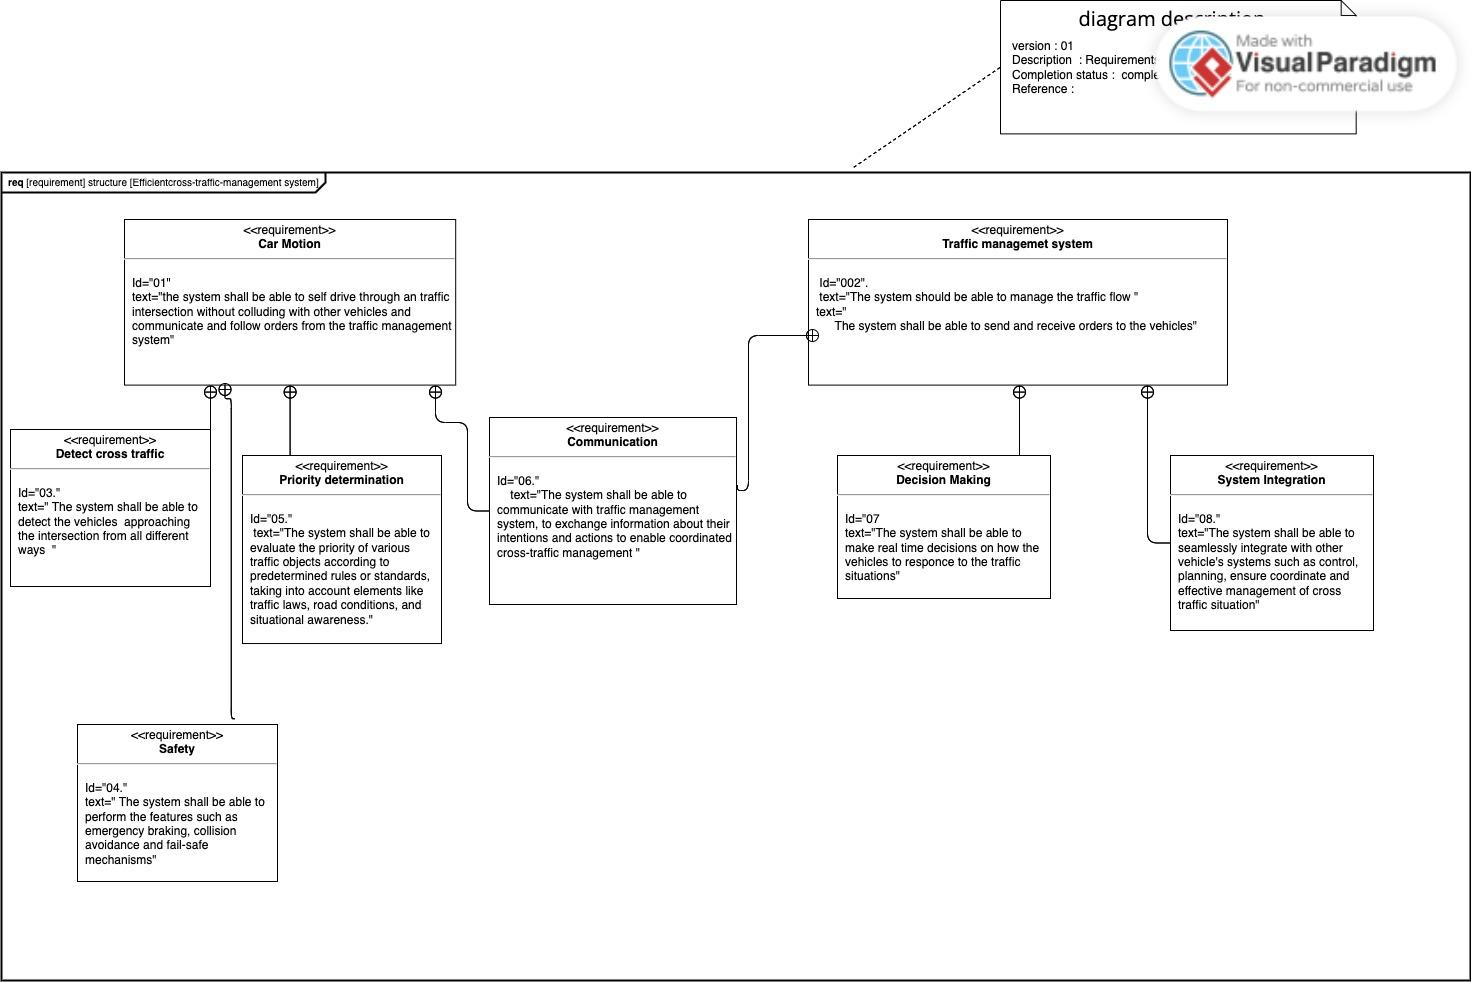 diagram
version : 01
Description  : Requirements
Completion status :
Reference :
Made with
VisualParadigm
For non-commercial use
req [requirement] structure [Efficientcross-traffic-management system]
<<requirement>>
Car Motion
Id="01"
text="the system shall be able to self drive through an traffic
intersection without colluding with other vehicles and
communicate and follow orders from the traffic management
system"
<<requirement>>
Traffic managemet system
Id="002".
text="The system should be able to manage the traffic flow "
text="
The system shall be able to send and receive orders to the vehicles"
<<requirement>>
Detect cross traffic
Id="03."
text=" The system shall be able to
detect the vehicles  approaching
the intersection from all different
ways  "
<<requirement>>
Priority determination
Id="05."
text="The system shall be able to
evaluate the priority of various
traffic objects according to
predetermined rules or standards,
taking into account elements like
traffic laws, road conditions, and
situational awareness."
<<requirement>>
Communication
Id="06."
text="The system shall be able to
communicate with traffic management
system, to exchange information about their
intentions and actions to enable coordinated
cross-traffic management "
<<requirement>>
Decision Making
Id="07
text="The system shall be able to
make real time decisions on how the
vehicles to responce to the traffic
situations"
<<requirement>>
System Integration
Id="08."
text="The system shall be able to
seamlessly integrate with other
vehicle's systems such as control,
planning, ensure coordinate and
effective management of cross
traffic situation"
<<requirement>>
Safety
Id="04."
text=" The system shall be able to
perform the features such as
emergency braking, collision
avoidance and fail-safe
mechanisms"